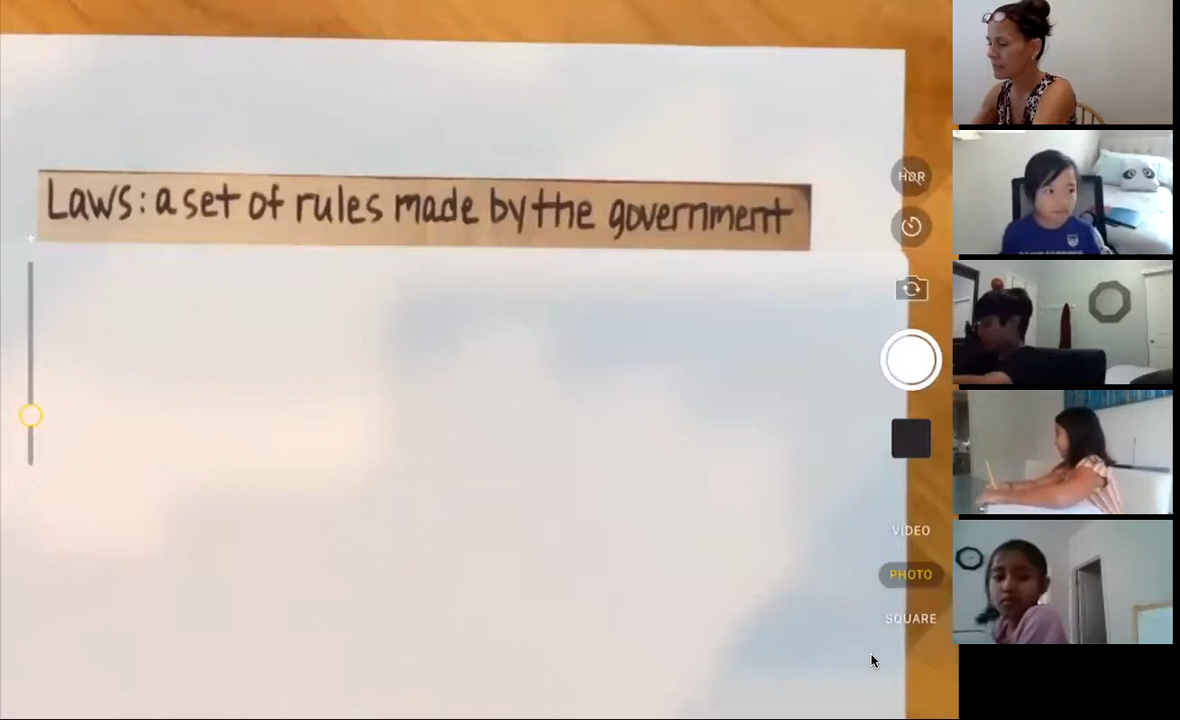 Laws: a set of rules made by the government
HDR
VIDEO
PHOTO
SQUARE